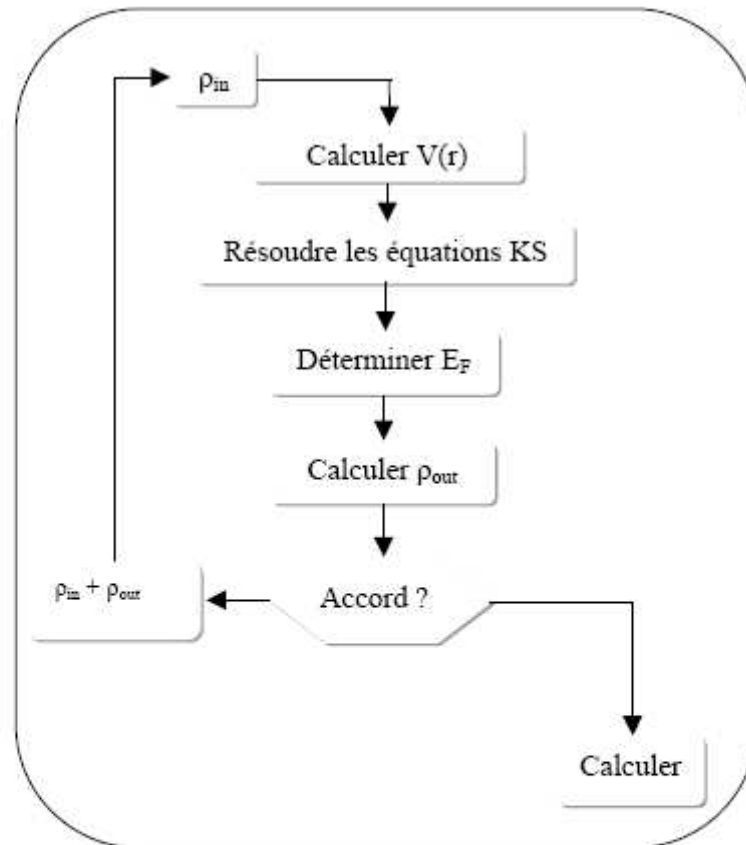 ρin
Calculer V(r)
Résoudre les équations KS
Déterminer EF
Calculer ρout
Accord ?
ρin + ρout
Calculer